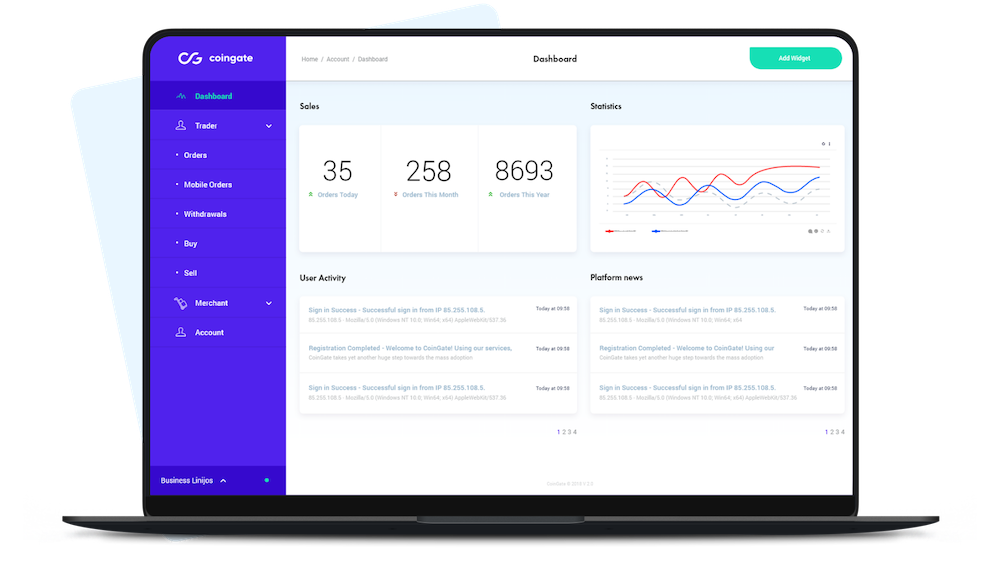 coingate
Home / Account / Dashboard
Dashboard
Add Widget
Dashboard
Trader
Orders
Mobile Orders
Withdrawals
Buy
Sell
Merchant
Account
Business Linijos
Sales
35
Orders Today
258
Orders This Month
8693
Orders This Year
Statistics
User Activity
Sign in Success - Successful sign in from IP 85.255.108.5.
Today at 09:58
85.255.108.5 - Mozilla/5.0 (Windows NT 10.0; Win64; x64) AppleWebKit/537.36
Registration Completed - Welcome to CoinGate! Using our services,
Today at 09:58
CoinGate takes yet another huge step towards the mass adoption
Sign in Success - Successful sign in from IP 85.255.108.5.
Today at 09:58
85.255.108.5 - Mozilla/5.0 (Windows NT 10.0; Win64; x64) AppleWebKit/537.36
1 2 3 4
Platform news
Sign in Success - Successful sign in from IP 85.255.108.5.
Today at 09:58
85.255.108.5 - Mozilla/5.0 (Windows NT 10.0; Win64; x64
Registration Completed - Welcome to CoinGate! Using our
Today at 09:58
CoinGate takes yet another huge step towards the mass adoption
Sign in Success - Successful sign in from IP 85.255.108.5.
Today at 09:58
85.255.108.5 - Mozilla/5.0 (Windows NT 10.0; Win64; x64) AppleWebKit/537.36
1 2 3 4